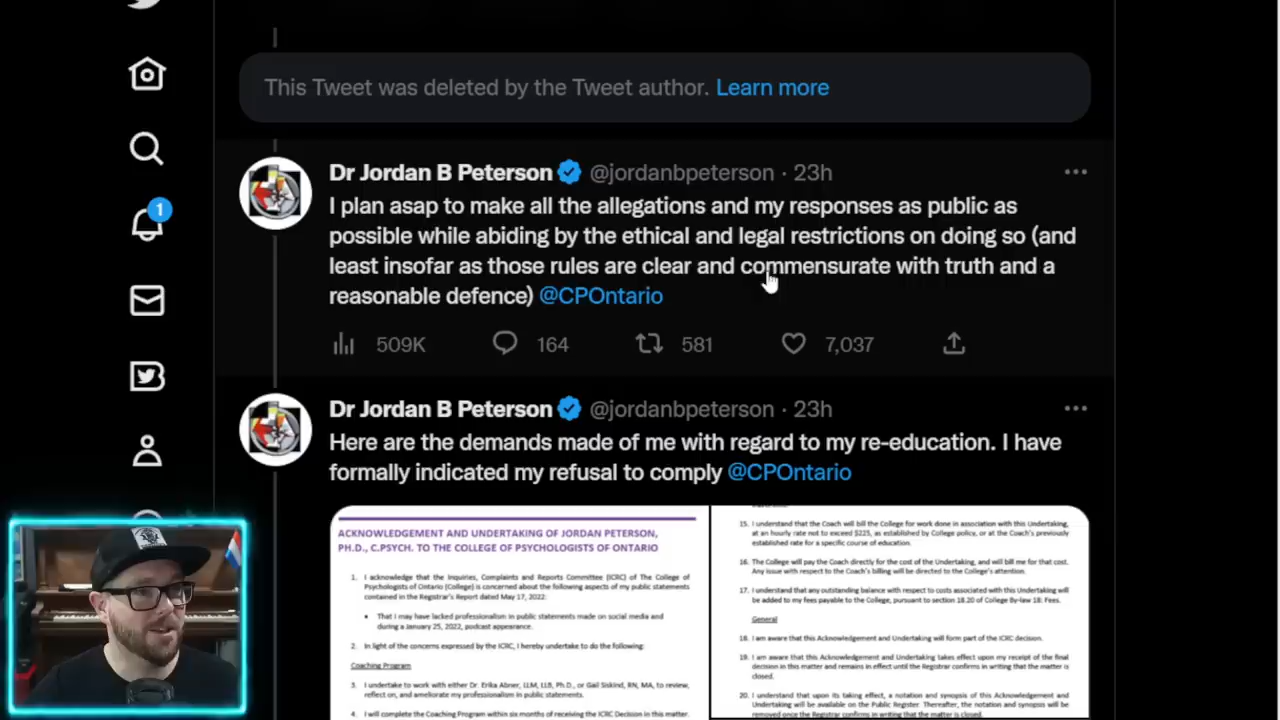 This Tweet was deleted by the Tweet author. Learn more
Dr Jordan B Peterson @jordanbpeterson · 23h
I plan asap to make all the allegations and my responses as public as
possible while abiding by the ethical and legal restrictions on doing so (and
least insofar as those rules are clear and commensurate with truth and a
reasonable defence) @CPOntario
509K 164 581 7,037
1
Dr Jordan B Peterson @jordanbpeterson · 23h
Here are the demands made of me with regard to my re-education. I have
formally indicated my refusal to comply @CPOntario
ACKNOWLEDGEMENT AND UNDERTAKING OF JORDAN PETERSON,
PH.D., C.PSYCH. TO THE COLLEGE OF PSYCHOLOGISTS OF ONTARIO
1. I acknowledge that the Inquiries, Complaints and Reports Committee (ICRC) of The College of
Psychologists of Ontario (College) is concerned about the following aspects of my public statements
contained in the Registrar's Report dated May 17, 2022:
• That I may have lacked professionalism in public statements made on social media and
during a January 25, 2022, podcast appearance.
2. In light of the concerns expressed by the ICRC, I hereby undertake to do the following:
Coaching Program
3. I undertake to work with either Dr. Erika Abner, LLM, LLB, Ph.D., or Gail Siskind, RN, MA, to review,
reflect on, and ameliorate my professionalism in public statements.
4. I will complete the Coaching Program within six months of receiving the ICRC Decision in this matter.
15. I understand that the Coach will bill the College for work done in association with this Undertaking,
at an hourly rate not to exceed $225, as established by College policy, or at the Coach's previously
established rate for a specific course of education.
16. The College will pay the Coach directly for the cost of the Undertaking, and will bill me for that cost.
Any issue with respect to the Coach's billing will be directed to the College's attention.
17. I understand that any outstanding balance with respect to costs associated with this Undertaking
will be added to my fees payable to the College, pursuant to section 18.20 of College By-law 18: Fees.
General
18. I am aware that this Acknowledgement and Undertaking will form part of the ICRC decision.
19. I am aware that this Acknowledgement and Undertaking takes effect upon my receipt of the final
decision in this matter and remains in effect until the Registrar confirms in writing that the matter is
closed.
20. I understand that upon its taking effect, a notation and synopsis of this Acknowledgement and
Undertaking will be available on the Public Register. Thereafter, the notation and synopsis will be
removed once the Registrar confirms in writing that the matter is closed.